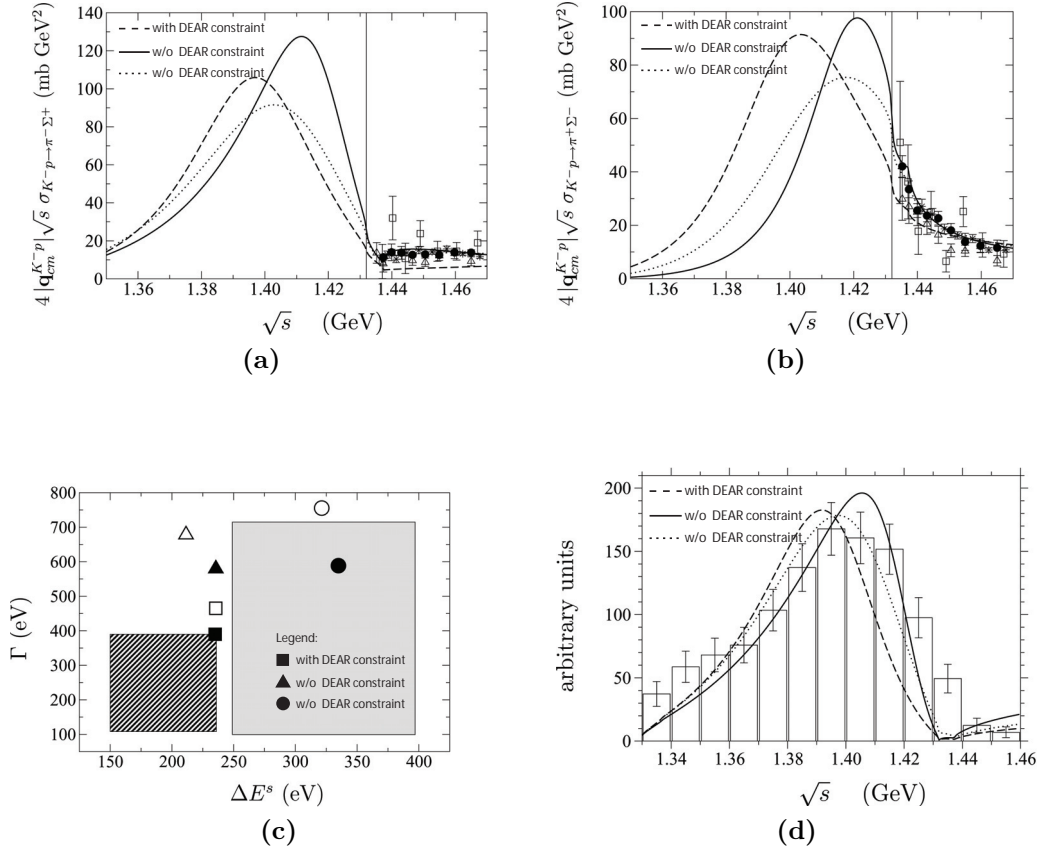 with DEAR constraint
w/o DEAR constraint
w/o DEAR constraint
4 |q_cm^{K^-p}| √s σ_{K^-p→π^-Σ^+} (mb GeV²)
140
120
100
80
60
40
20
0
1.36 1.38 1.40 1.42 1.44 1.46
√s (GeV)
(a)
with DEAR constraint
w/o DEAR constraint
w/o DEAR constraint
4 |q_cm^{K^-p}| √s σ_{K^-p→π^+Σ^-} (mb GeV²)
100
80
60
40
20
0
1.36 1.38 1.40 1.42 1.44 1.46
√s (GeV)
(b)
Γ (eV)
800
700
600
500
400
300
200
100
Legend:
with DEAR constraint
w/o DEAR constraint
w/o DEAR constraint
150 200 250 300 350 400
ΔE^s (eV)
(c)
with DEAR constraint
w/o DEAR constraint
w/o DEAR constraint
arbitrary units
200
150
100
50
0
1.34 1.36 1.38 1.40 1.42 1.44 1.46
√s (GeV)
(d)